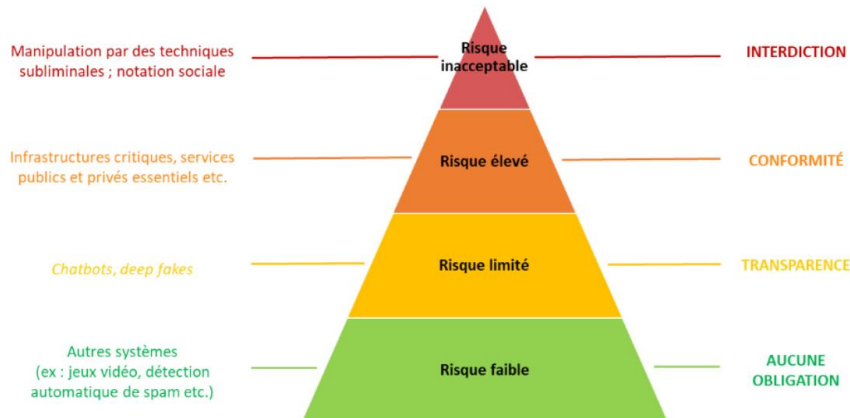 Manipulation par des techniques
subliminales ; notation sociale
Risque
inacceptable
INTERDICTION
Infrastructures critiques, services
publics et privés essentiels etc.
Risque élevé
CONFORMITÉ
Chatbots, deep fakes
Risque limité
TRANSPARENCE
Autres systèmes
(ex : jeux vidéo, détection
automatique de spam etc.)
Risque faible
AUCUNE
OBLIGATION